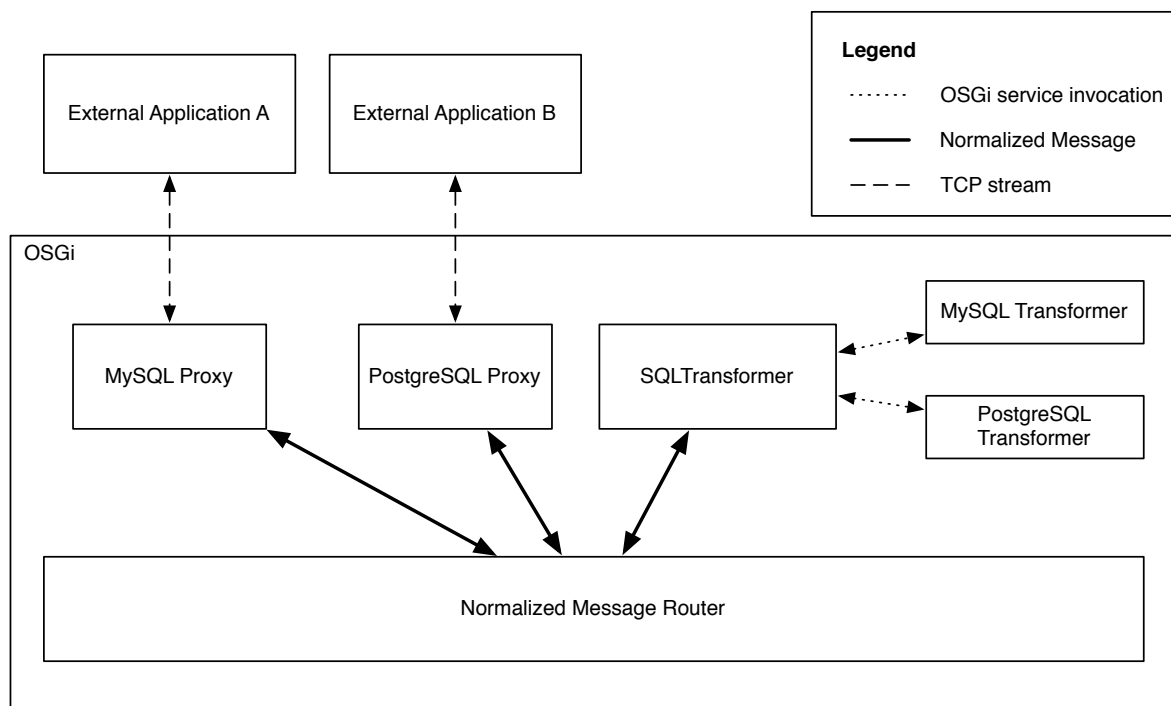 External Application A
External Application B
Legend
OSGi service invocation
Normalized Message
TCP stream
OSGi
MySQL Proxy
PostgreSQL Proxy
SQLTransformer
MySQL Transformer
PostgreSQL
Transformer
Normalized Message Router